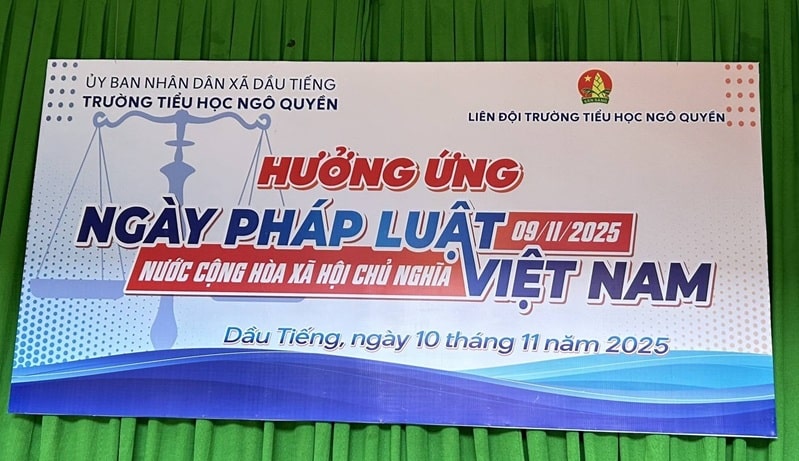 ỦY BAN NHÂN DÂN XÃ DẦU TIẾNG
TRƯỜNG TIỂU HỌC NGÔ QUYỀN
LIÊN ĐỘI TRƯỜNG TIỂU HỌC NGÔ QUYỀN
HƯỞNG ỨNG
NGÀY PHÁP LUẬT 09/11/2025
NƯỚC CỘNG HÒA XÃ HỘI CHỦ NGHĨA VIỆT NAM
Dầu Tiếng, ngày 10 tháng 11 năm 2025